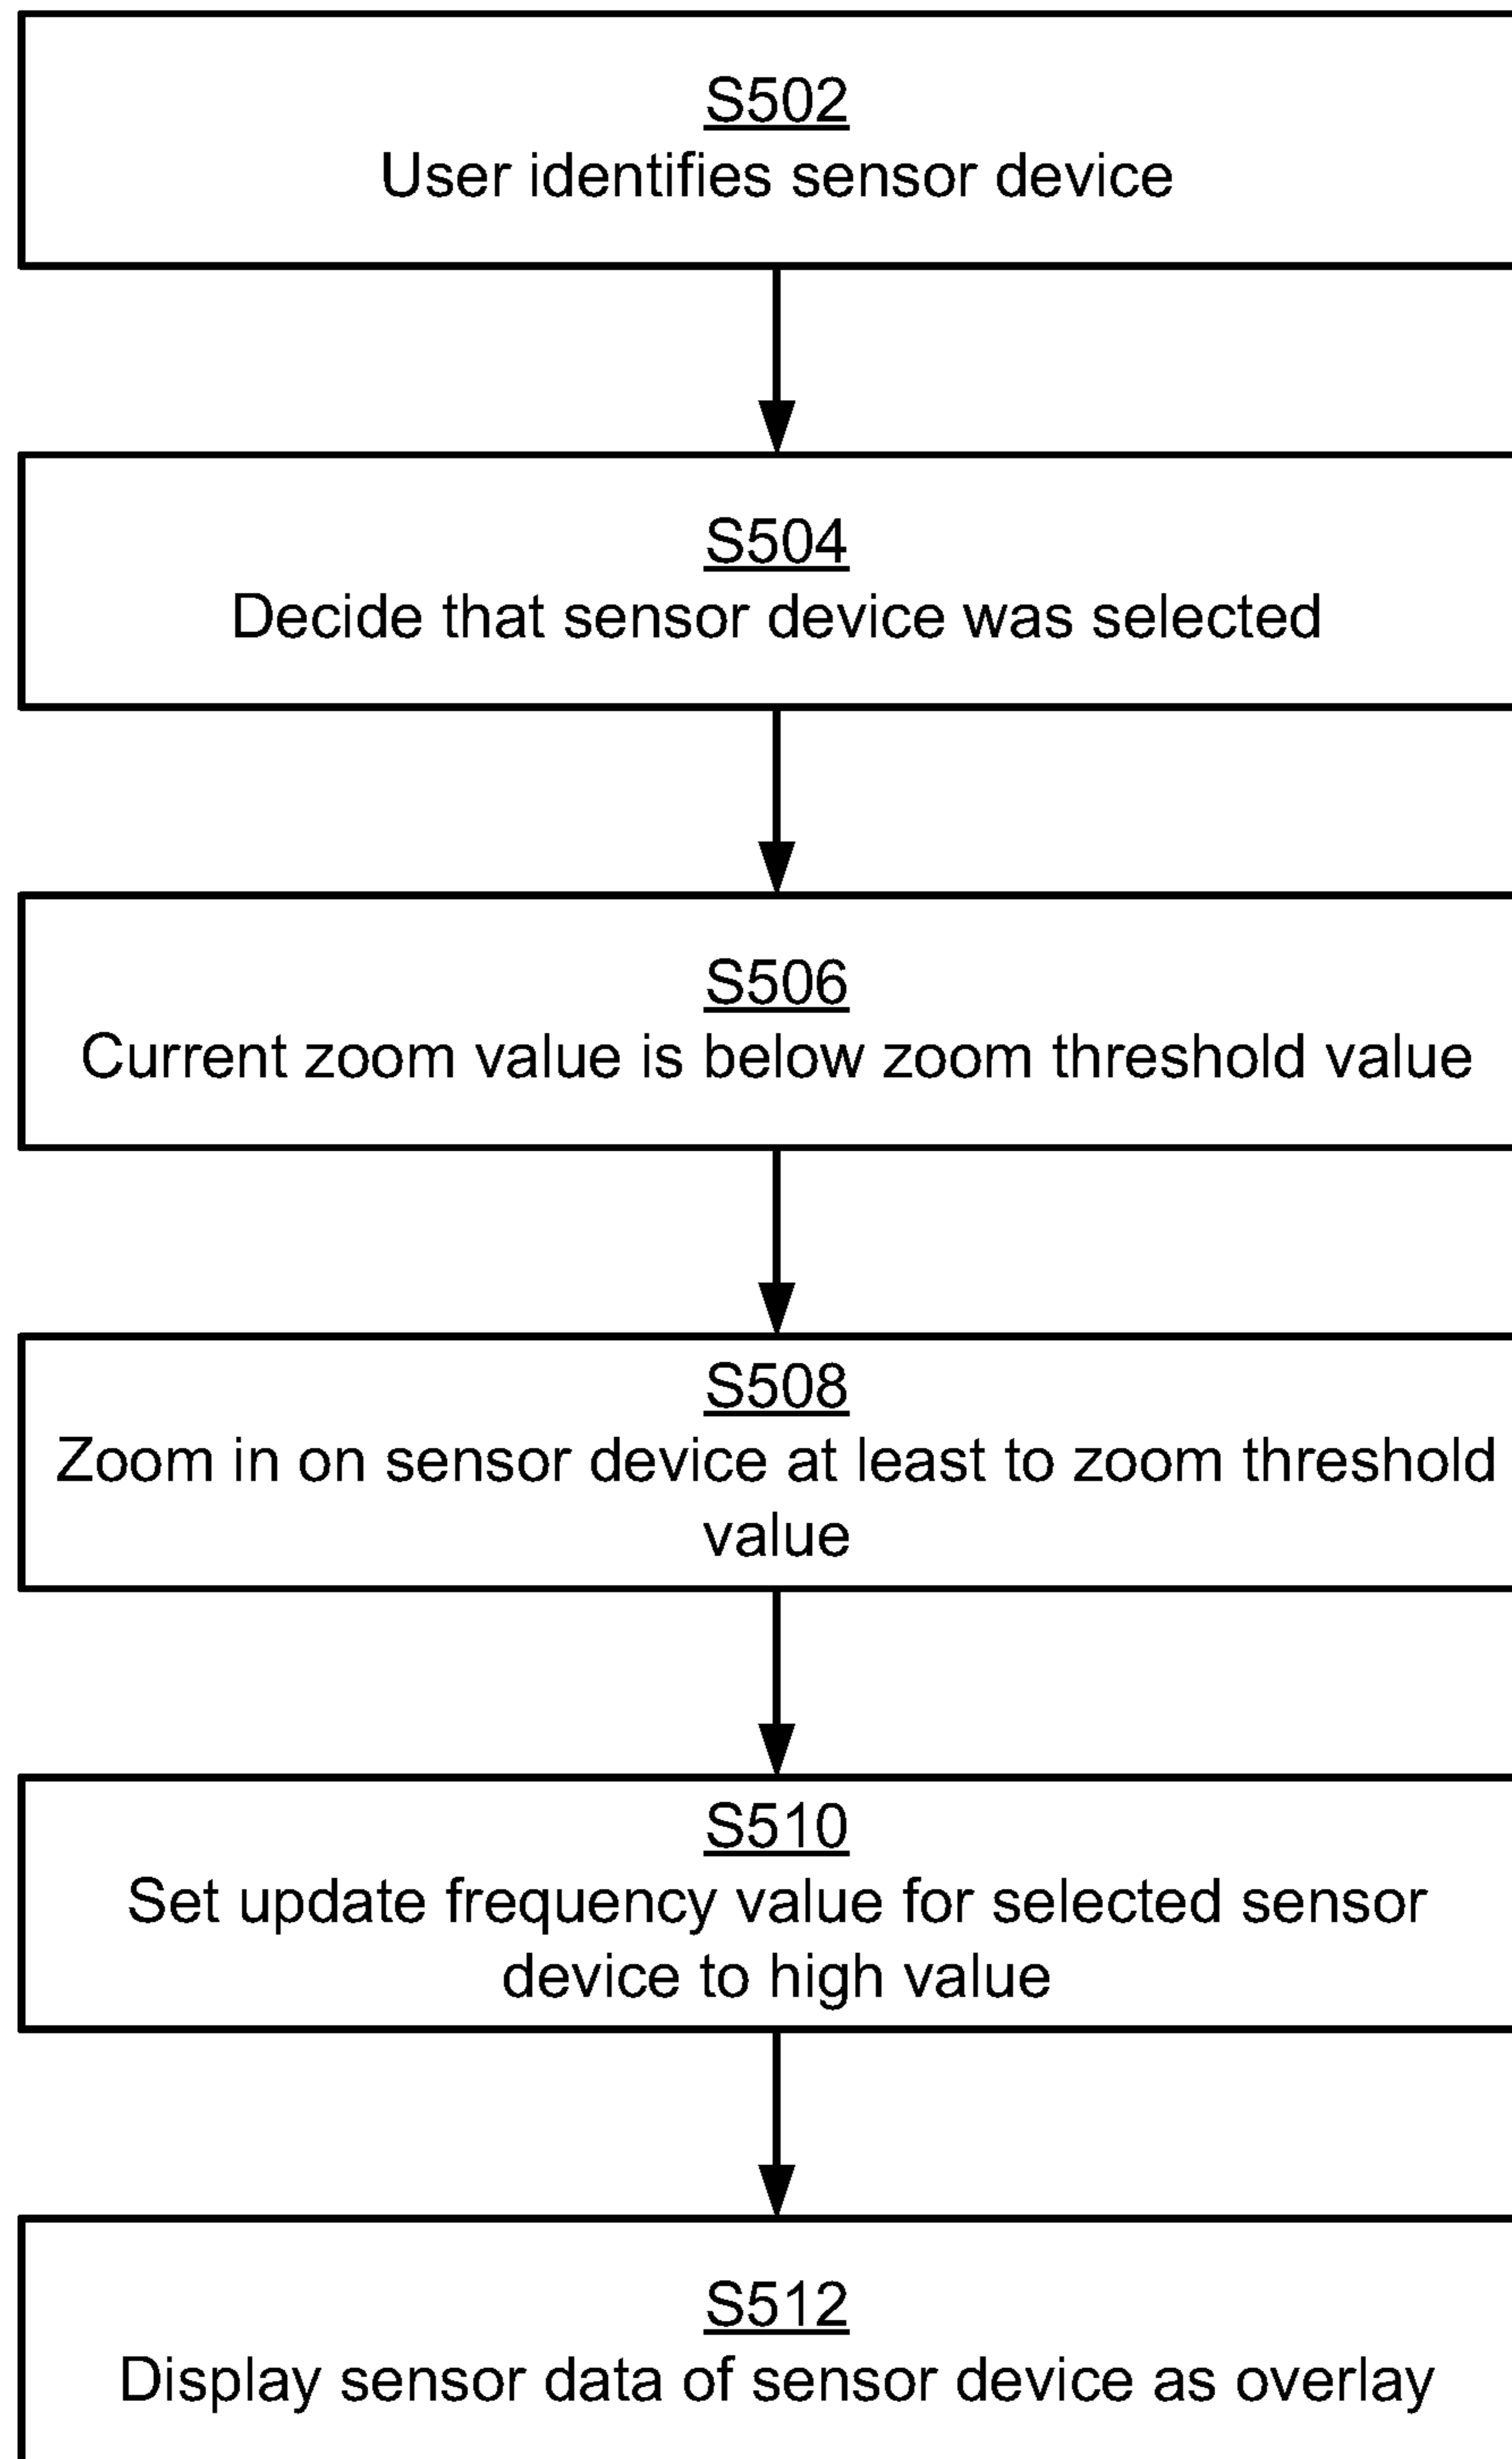 S502
User identifies sensor device
S504
Decide that sensor device was selected
S506
Current zoom value is below zoom threshold value
S508
Zoom in on sensor device at least to zoom threshold
value
S510
Set update frequency value for selected sensor
device to high value
S512
Display sensor data of sensor device as overlay